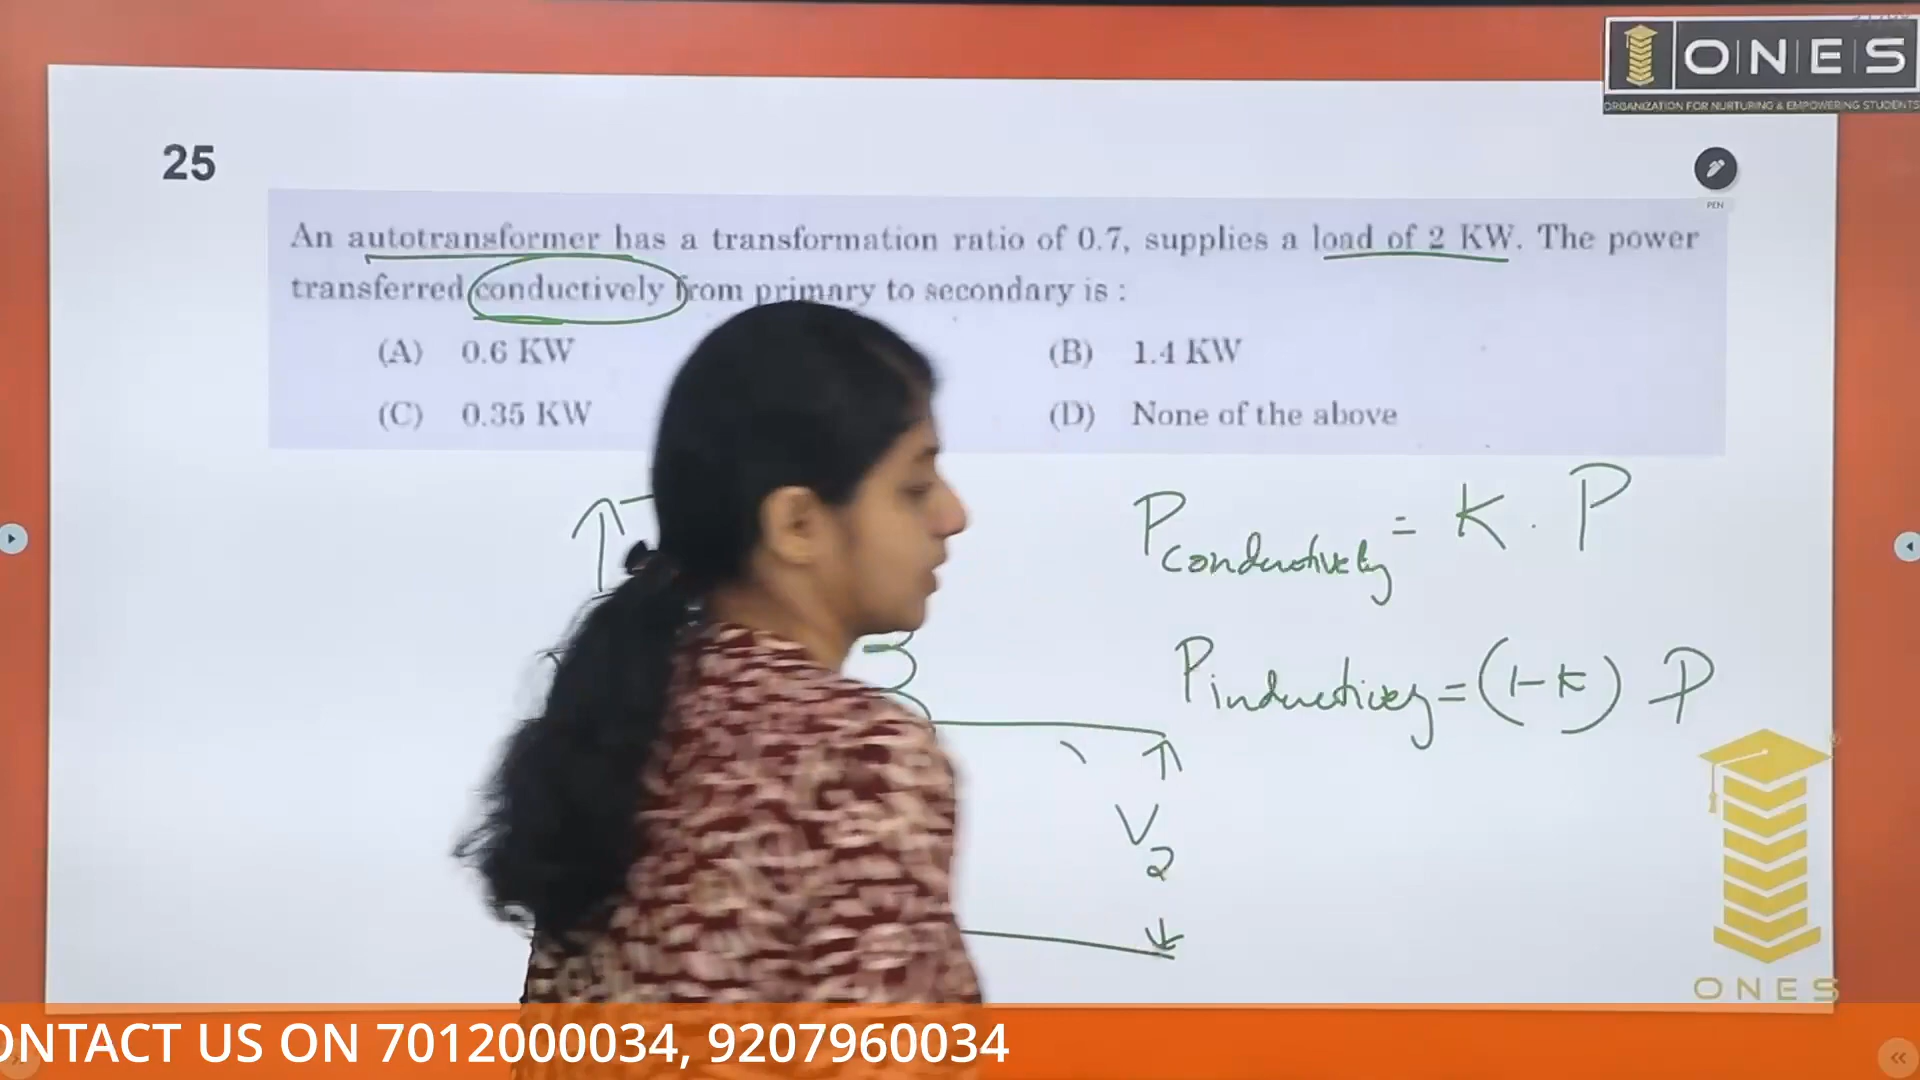 ONES
ORGANIZATION FOR NURTURING & EMPOWERING STUDENTS
25
PEN
An autotransformer has a transformation ratio of 0.7, supplies a load of 2 KW. The power
transferred conductively from primary to secondary is :
(A) 0.6 KW
(B) 1.4 KW
(C) 0.35 KW
(D) None of the above
P conductively = K . P
P inductively = (1-K) P
V2
ONES
ONTACT US ON 7012000034, 9207960034